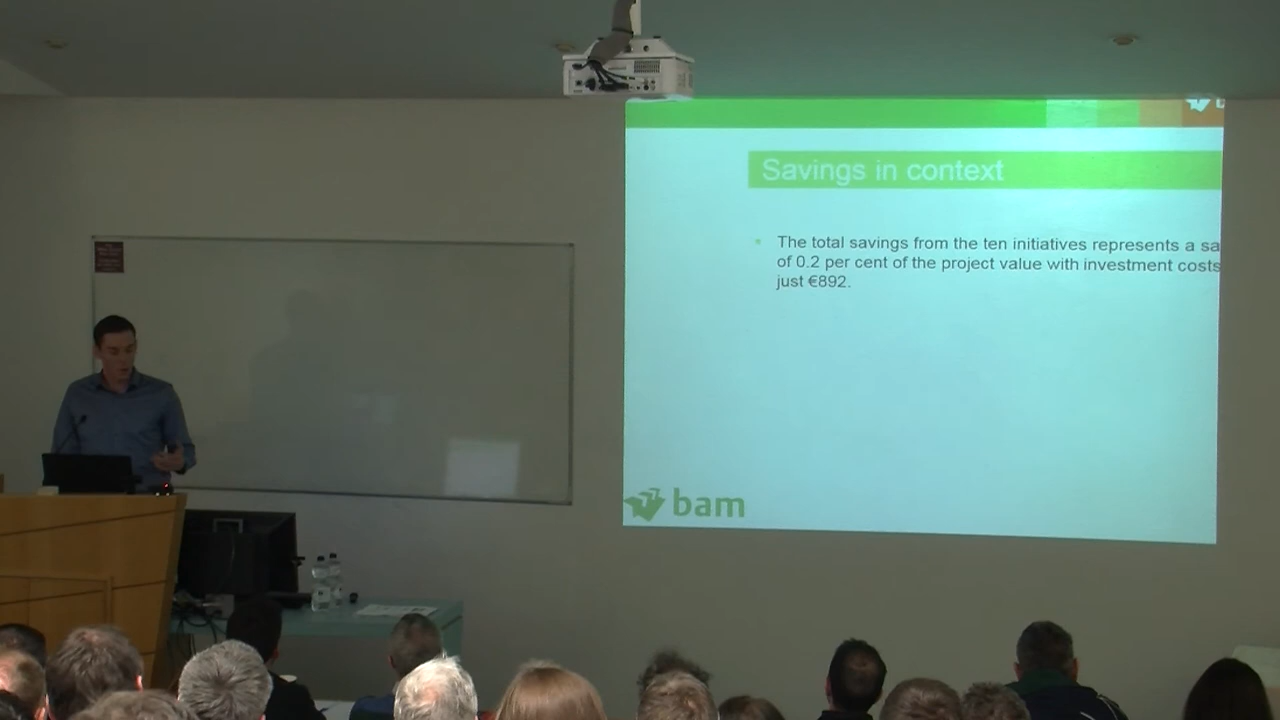 Savings in context
The total savings from the ten initiatives represents a sa
of 0.2 per cent of the project value with investment costs
just €892.
bam